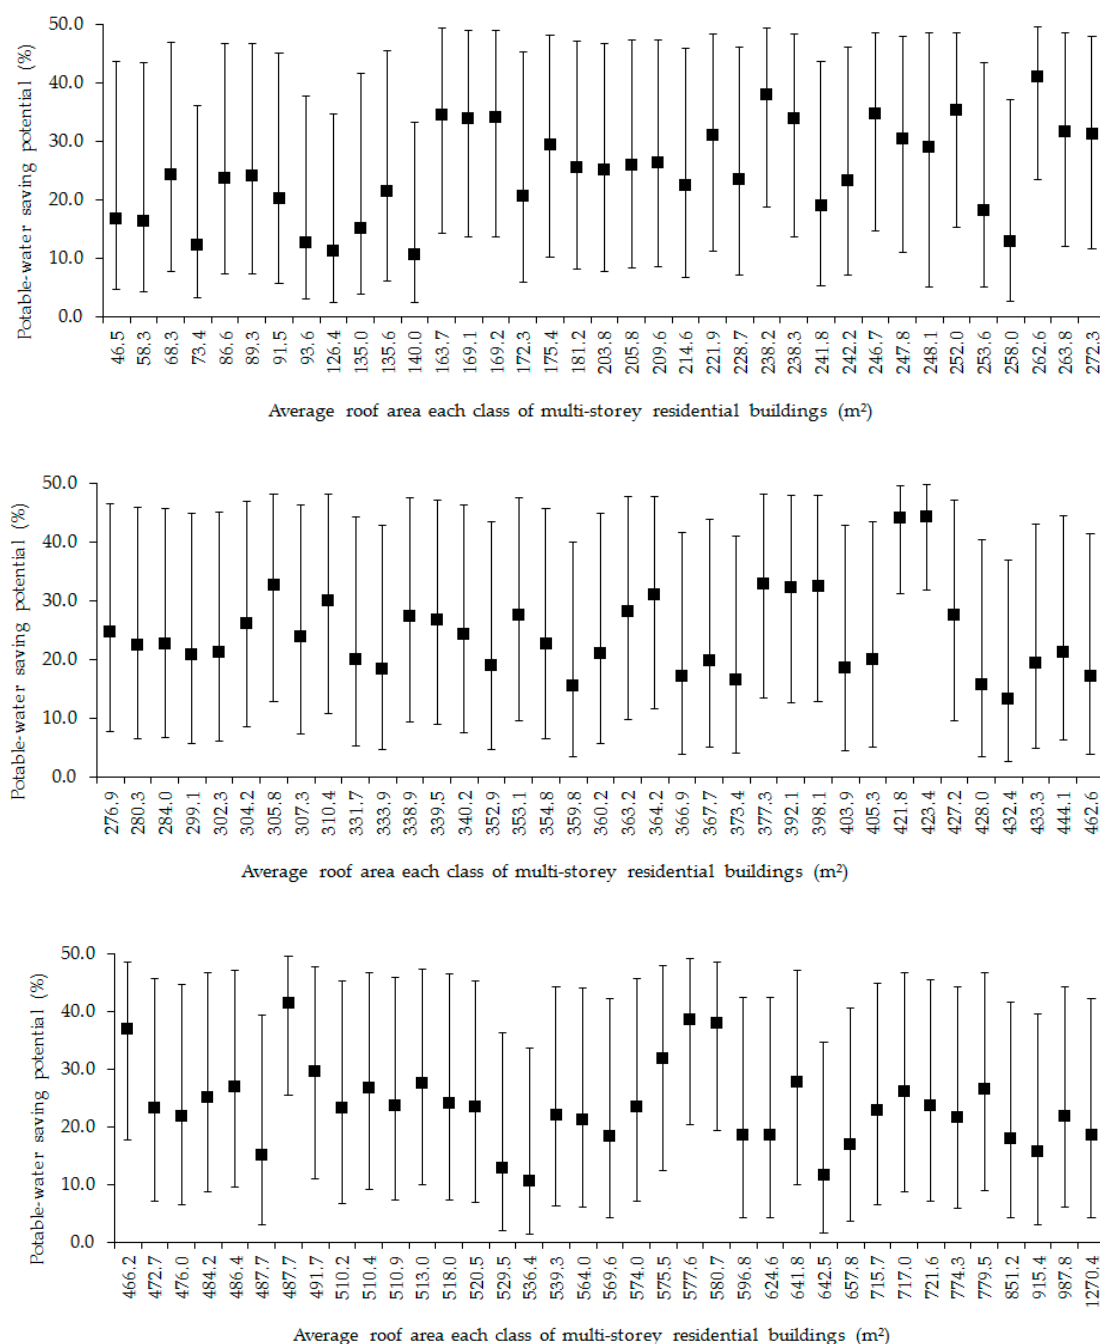 Potable-water saving potential (%)
50.0
40.0
30.0
20.0
10.0
0.0
46.5 58.3 68.3 73.4 86.6 89.3 91.5 93.6 126.4 135.0 135.6 140.0 163.7 169.1 169.2 172.3 175.4 181.2 203.8 205.8 209.6 214.6 221.9 228.7 238.2 238.3 241.8 242.2 246.7 247.8 248.1 252.0 253.6 258.0 262.6 263.8 272.3
Average roof area each class of multi-storey residential buildings (m²)
Potable-water saving potential (%)
50.0
40.0
30.0
20.0
10.0
0.0
276.9 280.3 284.0 299.1 302.3 304.2 305.8 307.3 310.4 331.7 333.9 338.9 339.5 340.2 352.9 353.1 354.8 359.8 360.2 363.2 364.2 366.9 367.7 373.4 377.3 392.1 398.1 403.9 405.3 421.8 423.4 427.2 428.0 432.4 433.3 444.1 462.6
Average roof area each class of multi-storey residential buildings (m²)
Potable-water saving potential (%)
50.0
40.0
30.0
20.0
10.0
0.0
466.2 472.7 476.0 484.2 486.4 487.7 487.7 491.7 510.2 510.4 510.9 513.0 518.0 520.5 529.5 536.4 539.3 564.0 569.6 574.0 575.5 577.6 580.7 596.8 624.6 641.8 642.5 657.8 715.7 717.0 721.6 774.3 779.5 851.2 915.4 987.8 1270.4
Average roof area each class of multi-storey residential buildings (m²)